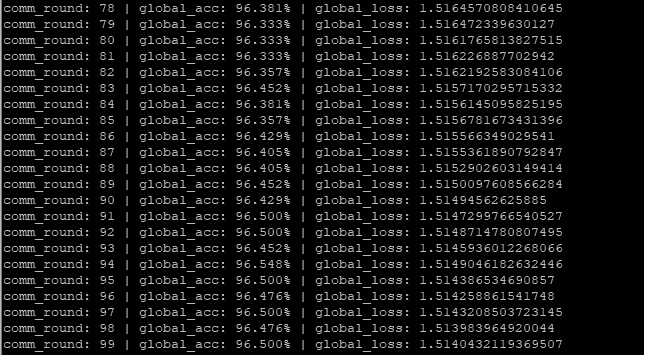 comm_round: 78 | global_acc: 96.381% | global_loss: 1.5164570808410645
comm_round: 79 | global_acc: 96.333% | global_loss: 1.516472339630127
comm_round: 80 | global_acc: 96.333% | global_loss: 1.5161765813827515
comm_round: 81 | global_acc: 96.333% | global_loss: 1.516226887702942
comm_round: 82 | global_acc: 96.357% | global_loss: 1.5162192583084106
comm_round: 83 | global_acc: 96.452% | global_loss: 1.5157170295715332
comm_round: 84 | global_acc: 96.381% | global_loss: 1.5156145095825195
comm_round: 85 | global_acc: 96.357% | global_loss: 1.5156781673431396
comm_round: 86 | global_acc: 96.429% | global_loss: 1.515566349029541
comm_round: 87 | global_acc: 96.405% | global_loss: 1.5155361890792847
comm_round: 88 | global_acc: 96.405% | global_loss: 1.5152902603149414
comm_round: 89 | global_acc: 96.452% | global_loss: 1.5150097608566284
comm_round: 90 | global_acc: 96.429% | global_loss: 1.51494562625885
comm_round: 91 | global_acc: 96.500% | global_loss: 1.5147299766540527
comm_round: 92 | global_acc: 96.500% | global_loss: 1.5148714780807495
comm_round: 93 | global_acc: 96.452% | global_loss: 1.5145936012268066
comm_round: 94 | global_acc: 96.548% | global_loss: 1.5149046182632446
comm_round: 95 | global_acc: 96.500% | global_loss: 1.514386534690857
comm_round: 96 | global_acc: 96.476% | global_loss: 1.514258861541748
comm_round: 97 | global_acc: 96.500% | global_loss: 1.5143208503723145
comm_round: 98 | global_acc: 96.476% | global_loss: 1.513983964920044
comm_round: 99 | global_acc: 96.500% | global_loss: 1.5140432119369507